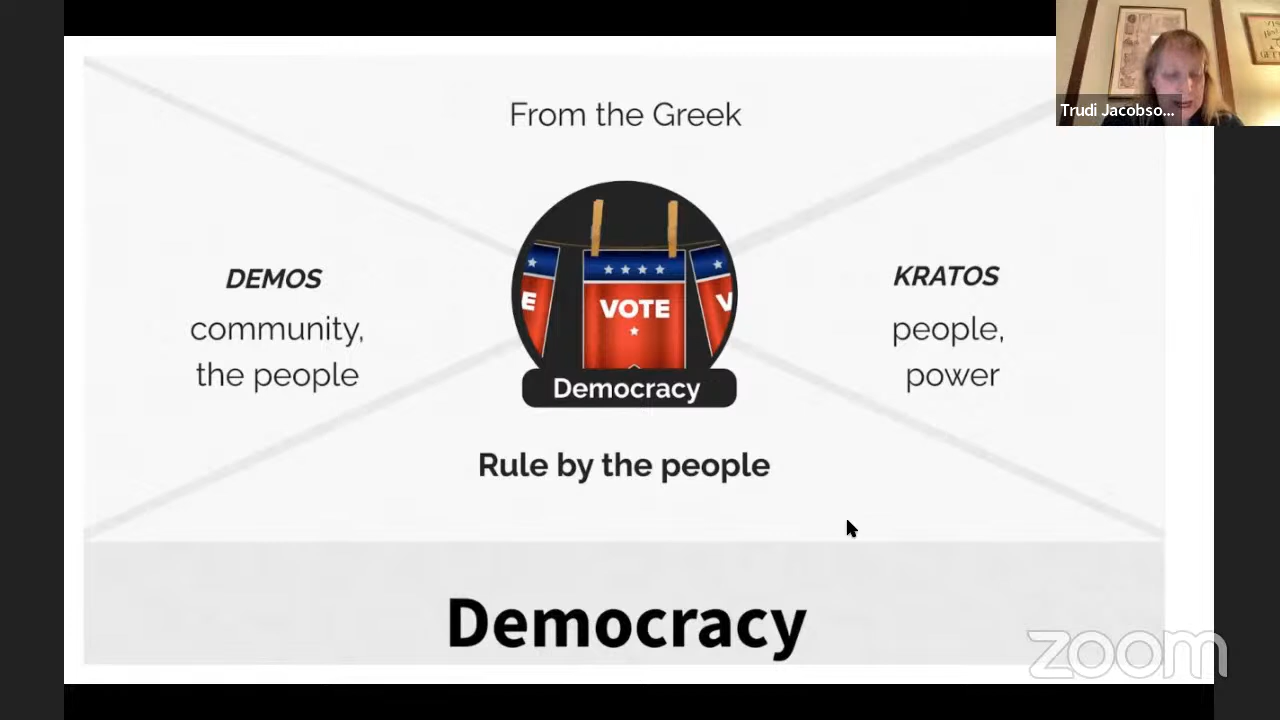 From the Greek
Trudi Jacobso...
DEMOS
community,
the people
E
VOTE
V
Democracy
KRATOS
people,
power
Rule by the people
Democracy
zoom